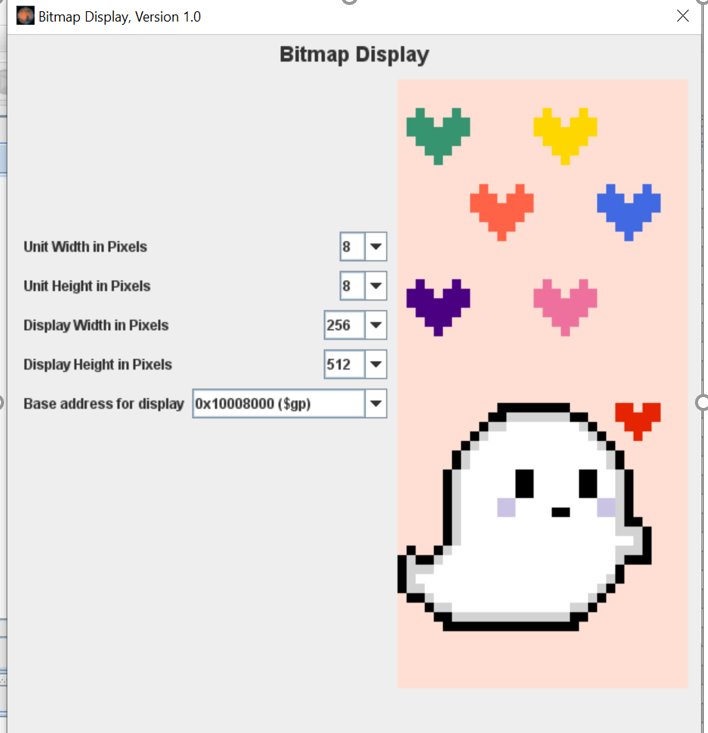 Bitmap Display, Version 1.0
Bitmap Display
Unit Width in Pixels 8
Unit Height in Pixels 8
Display Width in Pixels 256
Display Height in Pixels 512
Base address for display 0x10008000 ($gp)